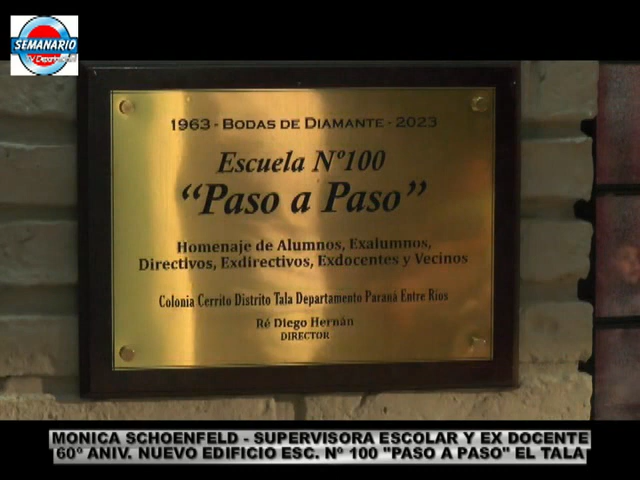 SEMANARIO
TV Departamental
1963 - BODAS DE DIAMANTE - 2023
Escuela Nº100
“Paso a Paso”
Homenaje de Alumnos, Exalumnos,
Directivos, Exdirectivos, Exdocentes y Vecinos
Colonia Cerrito Distrito Tala Departamento Paraná Entre Ríos
Ré Diego Hernán
DIRECTOR
MONICA SCHOENFELD - SUPERVISORA ESCOLAR Y EX DOCENTE
60º ANIV. NUEVO EDIFICIO ESC. Nº 100 "PASO A PASO" EL TALA